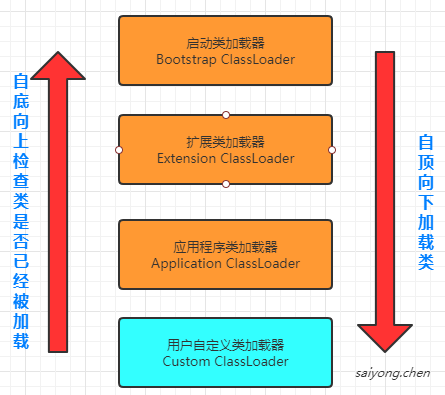 启动类加载器
Bootstrap ClassLoader
扩展类加载器
Extension ClassLoader
应用程序类加载器
Application ClassLoader
用户自定义类加载器
Custom ClassLoader
自底向上检查类是否已经被加载
自顶向下加载类
saiyong.chen